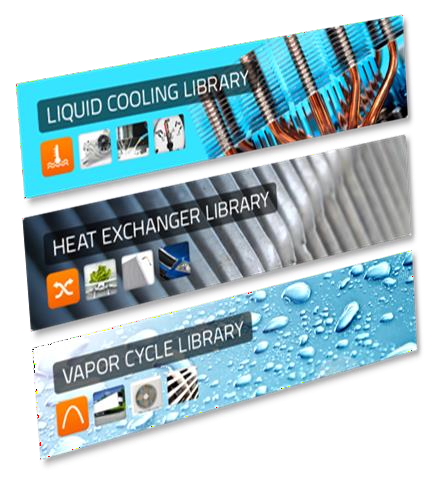 LIQUID COOLING LIBRARY
HEAT EXCHANGER LIBRARY
VAPOR CYCLE LIBRARY